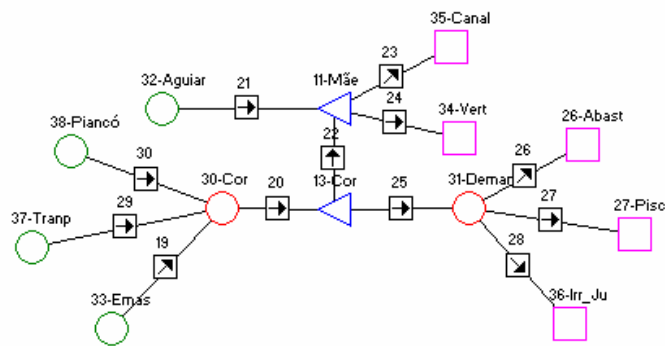 35-Canal
23
32-Aguiar
21
11-Mãe
24
34-Vert
26-Abast
38-Piancó
22
26
30
30-Cor
20
13-Cor
25
31-Deman
29
27
27-Pisc
37-Tranp
19
28
33-Emas
36-Irr_Ju